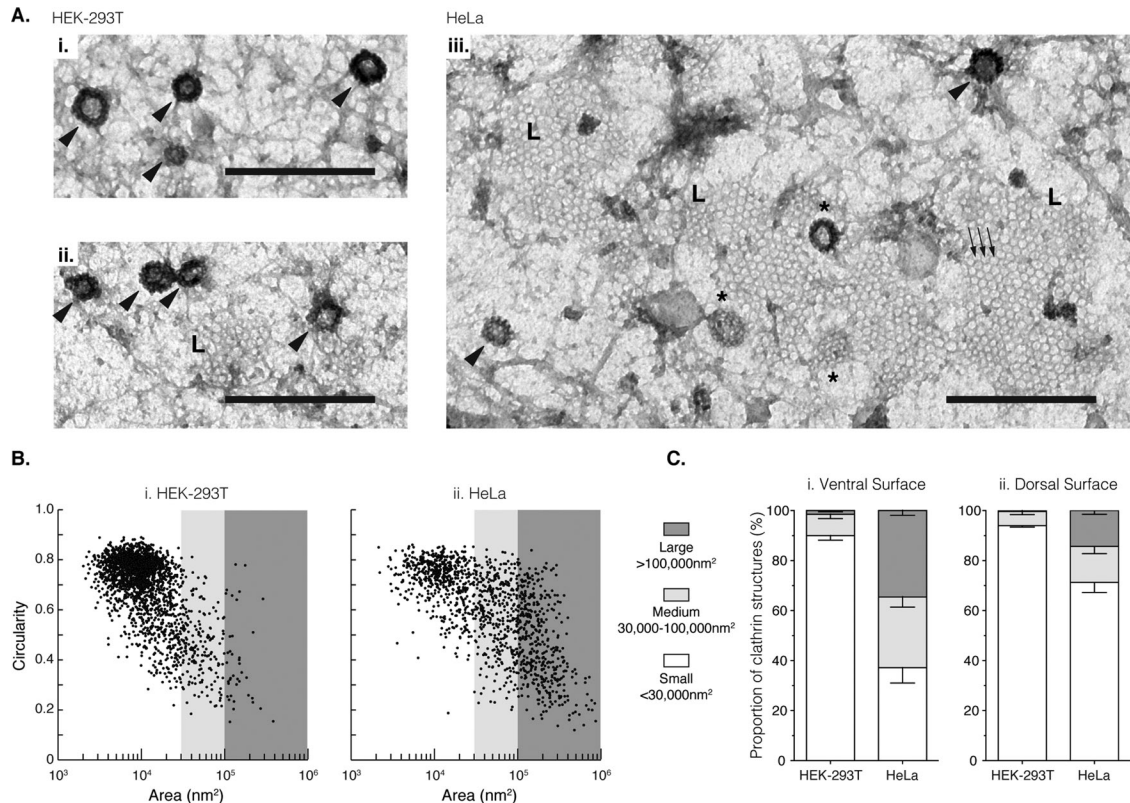 A.
HEK-293T
HeLa
i.
iii.
L
L
L
*
*
*
ii.
L
B.
C.
i. HEK-293T
ii. HeLa
i. Ventral Surface
ii. Dorsal Surface
Circularity
1.0
0.8
0.6
0.4
0.2
0
10³
10⁴
10⁵
10⁶
10³
10⁴
10⁵
10⁶
Area (nm²)
Area (nm²)
Large
>100,000nm²
Medium
30,000-100,000nm²
Small
<30,000nm²
Proportion of clathrin structures (%)
100
80
60
40
20
0
HEK-293T
HeLa
100
80
60
40
20
0
HEK-293T
HeLa